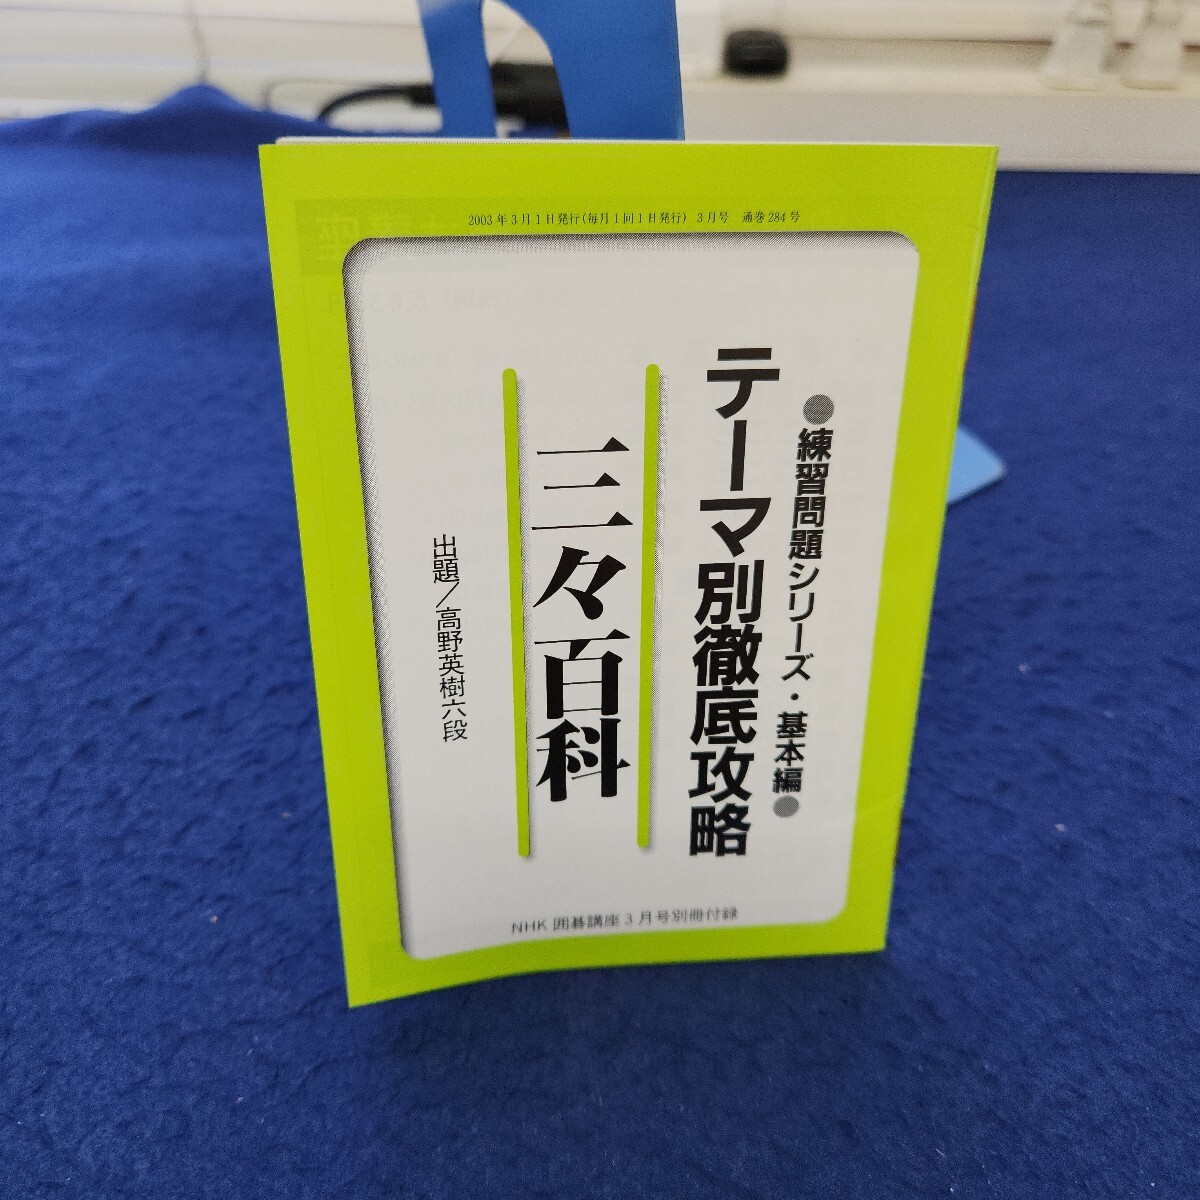 2003年3月1日発行(毎月1回1日発行) 3月号 通巻284号
●練習問題シリーズ・基本編●
テーマ別徹底攻略
三々百科
出題/高野英樹六段
NHK 囲碁講座3月号別冊付録